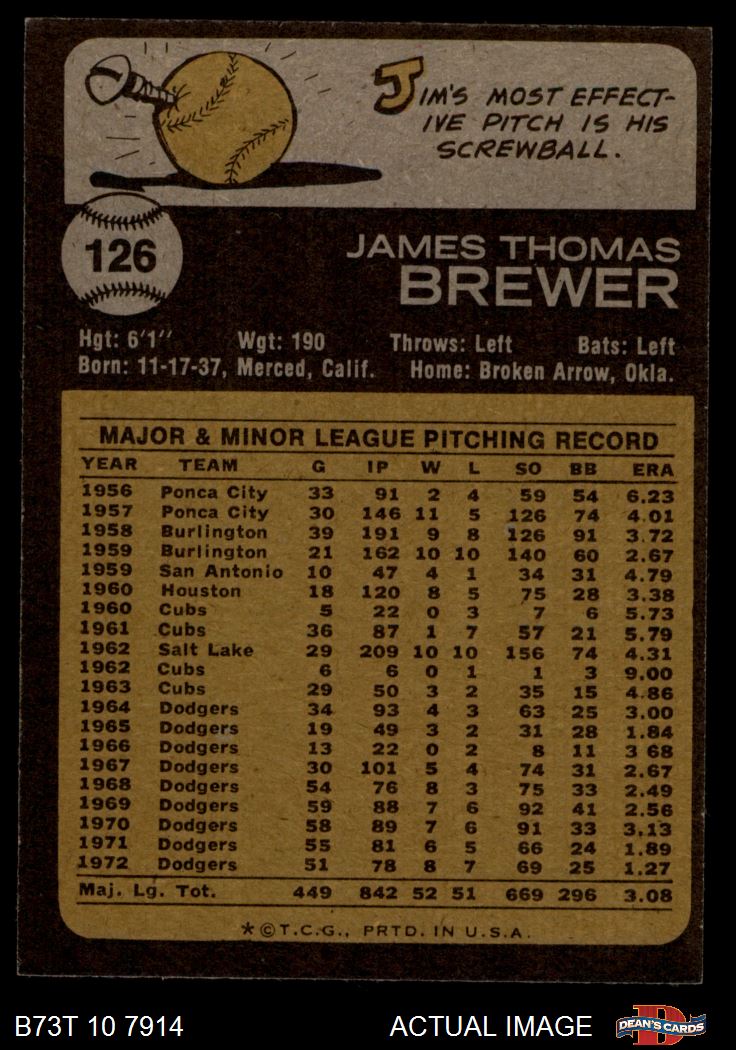 JIM'S MOST EFFECT-
IVE PITCH IS HIS
SCREWBALL.
126
JAMES THOMAS
BREWER
Hgt: 6'1" Wgt: 190 Throws: Left Bats: Left
Born: 11-17-37, Merced, Calif. Home: Broken Arrow, Okla.
MAJOR & MINOR LEAGUE PITCHING RECORD
YEAR TEAM G IP W L SO BB ERA
1956 Ponca City 33 91 2 4 59 54 6.23
1957 Ponca City 30 146 11 5 126 74 4.01
1958 Burlington 39 191 9 8 126 91 3.72
1959 Burlington 21 162 10 10 140 60 2.67
1959 San Antonio 10 47 4 1 34 31 4.79
1960 Houston 18 120 8 5 75 28 3.38
1960 Cubs 5 22 0 3 7 6 5.73
1961 Cubs 36 87 1 7 57 21 5.79
1962 Salt Lake 29 209 10 10 156 74 4.31
1962 Cubs 6 6 0 1 1 3 9.00
1963 Cubs 29 50 3 2 35 15 4.86
1964 Dodgers 34 93 4 3 63 25 3.00
1965 Dodgers 19 49 3 2 31 28 1.84
1966 Dodgers 13 22 0 2 8 11 3 68
1967 Dodgers 30 101 5 4 74 31 2.67
1968 Dodgers 54 76 8 3 75 33 2.49
1969 Dodgers 59 88 7 6 92 41 2.56
1970 Dodgers 58 89 7 6 91 33 3.13
1971 Dodgers 55 81 6 5 66 24 1.89
1972 Dodgers 51 78 8 7 69 25 1.27
Maj. Lg. Tot. 449 842 52 51 669 296 3.08
*©T.C.G., PRTD. IN U.S.A.
B73T 10 7914 ACTUAL IMAGE
D
DEAN'S CARDS